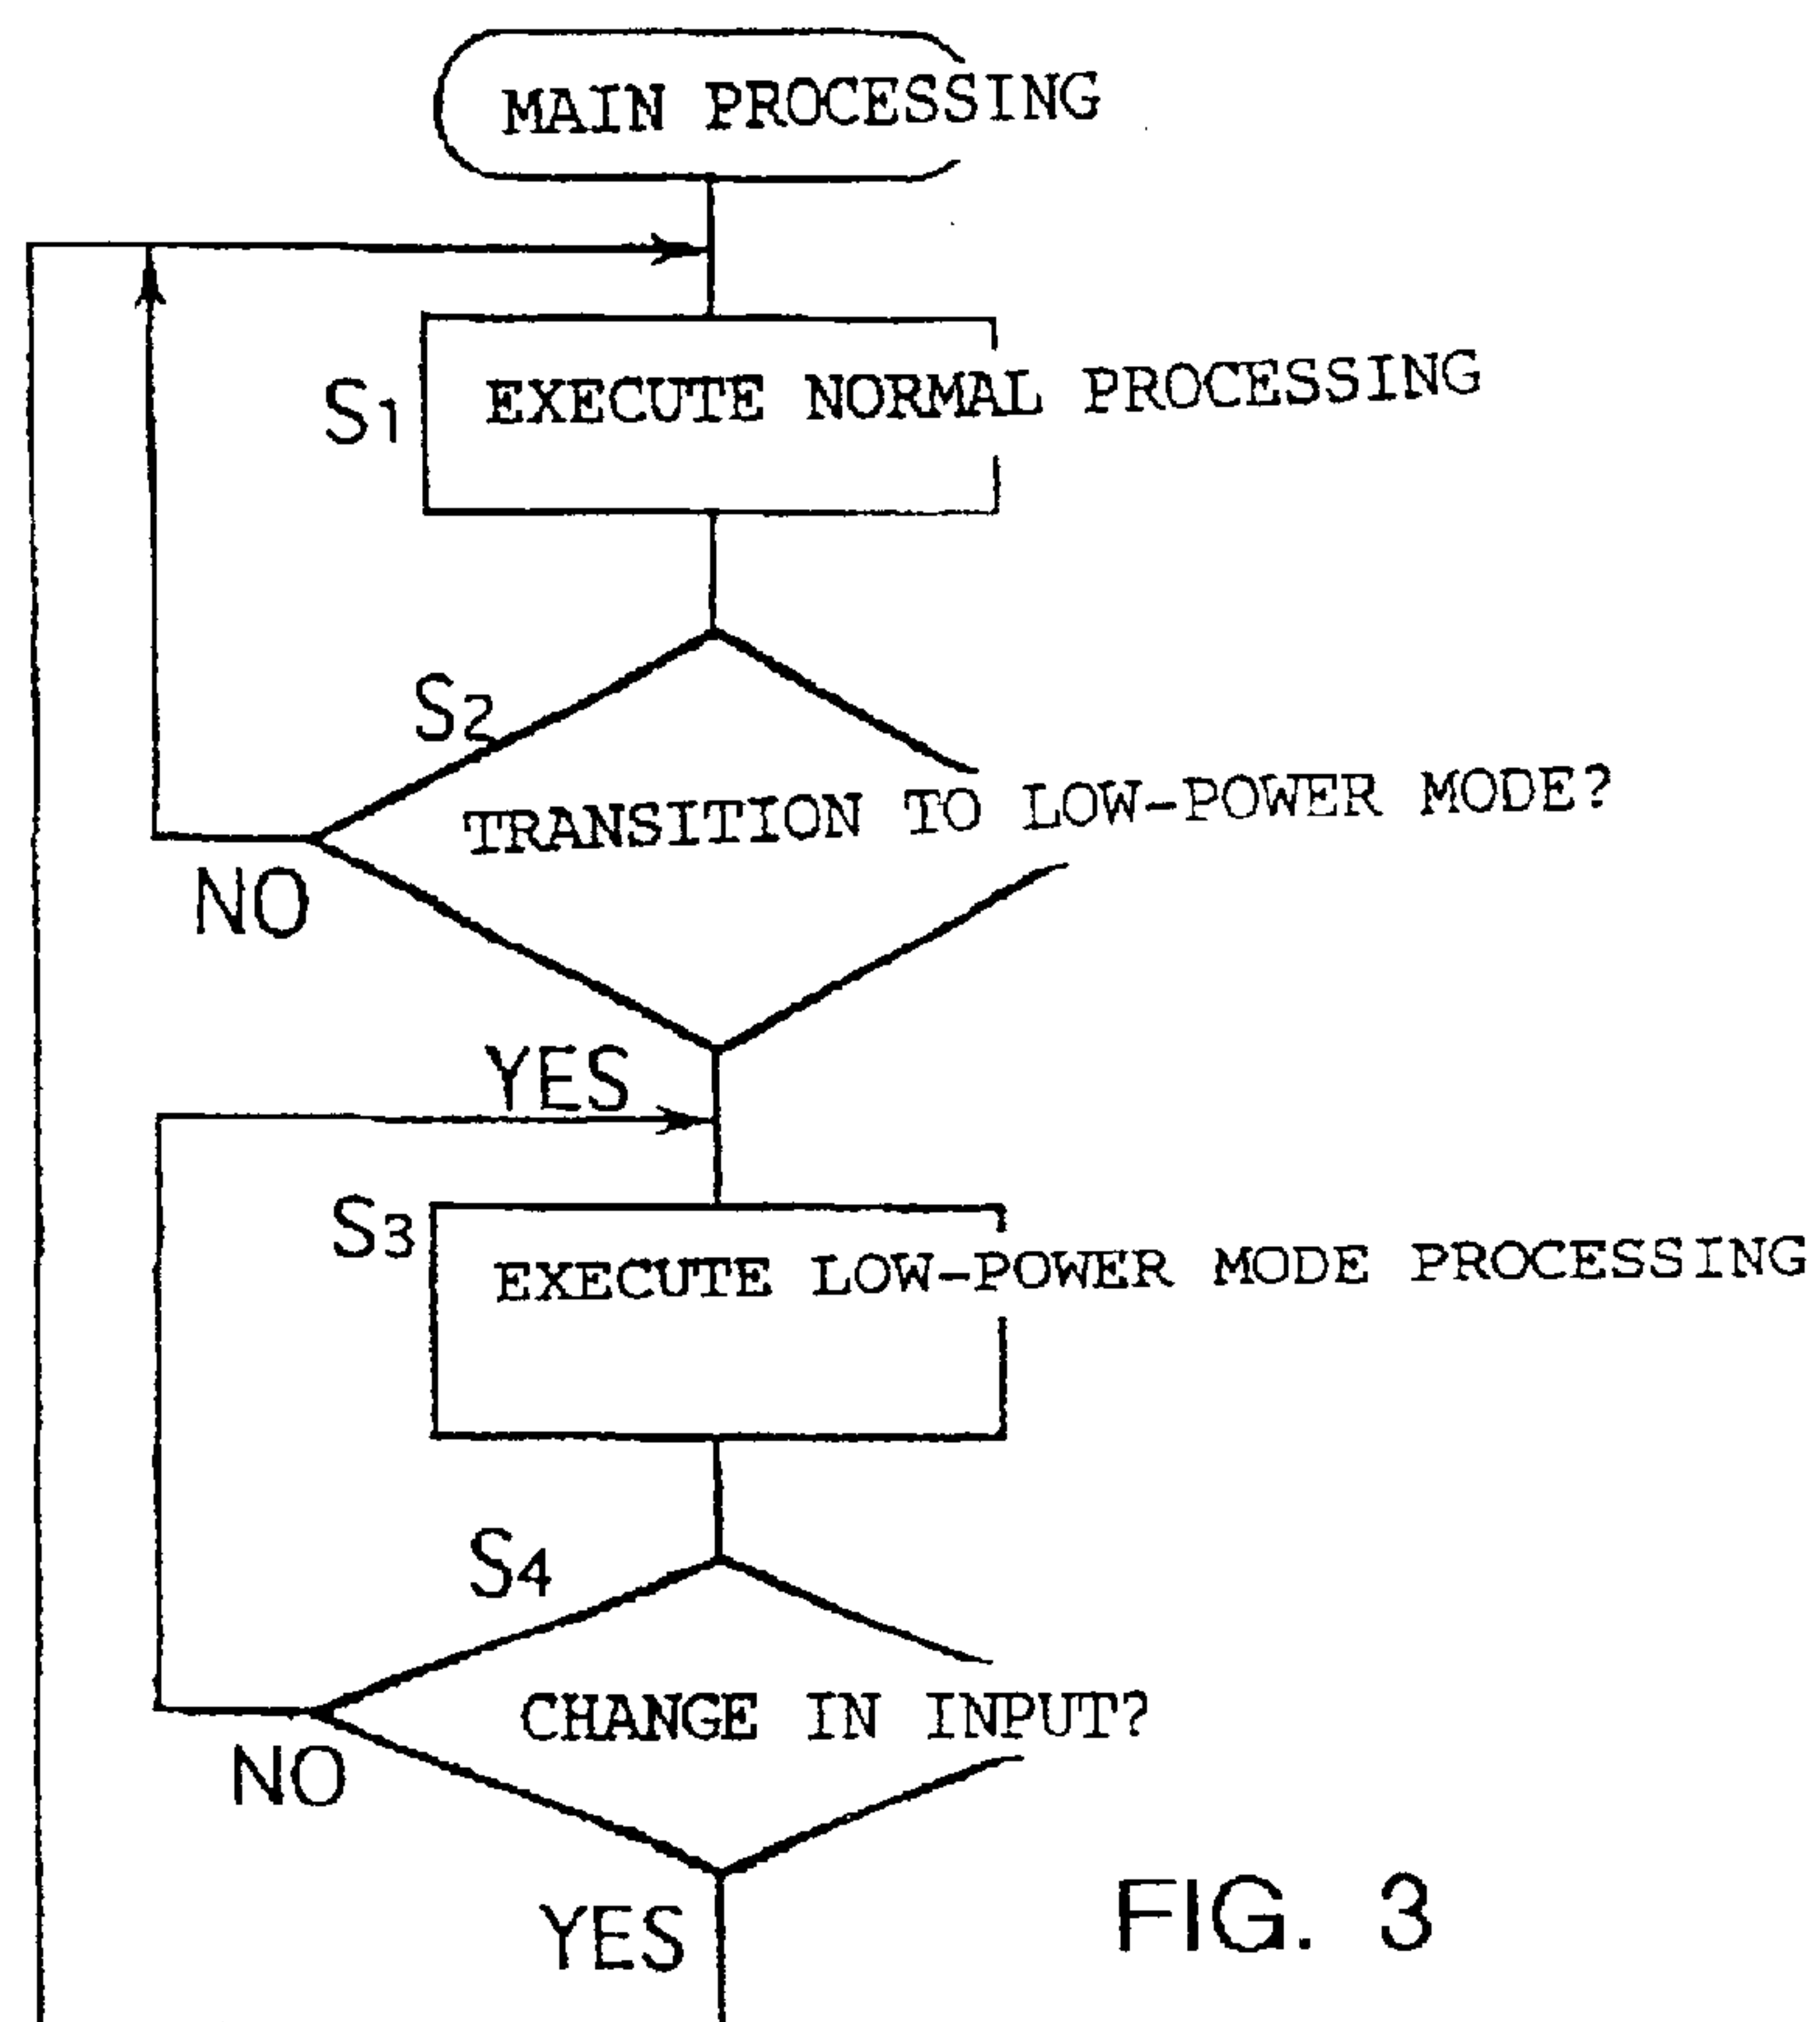 MAIN PROCESSING
S1
EXECUTE NORMAL PROCESSING
S2
TRANSITION TO LOW-POWER MODE?
NO
YES
S3
EXECUTE LOW-POWER MODE PROCESSING
S4
CHANGE IN INPUT?
NO
YES
FIG. 3